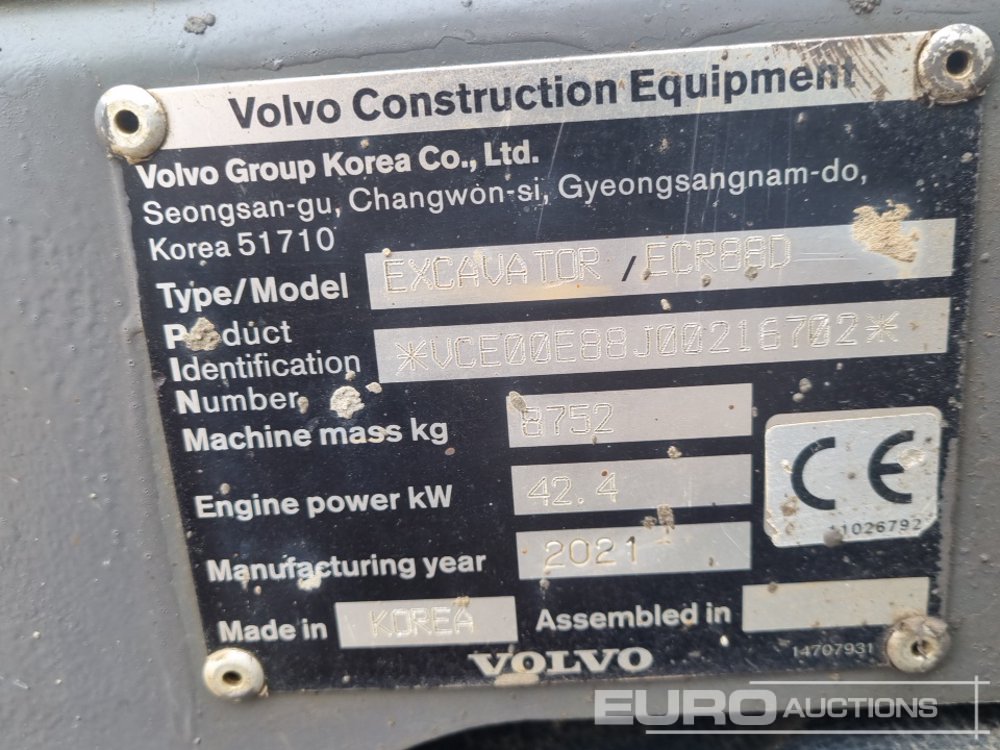 Volvo Construction Equipment
Volvo Group Korea Co., Ltd.
Seongsan-gu, Changwon-si, Gyeongsangnam-do,
Korea 51710
Type/Model EXCAVATOR / ECR88D
Product
Identification *VCE00E88J00216702*
Number
Machine mass kg 8752
Engine power kW 42.4
Manufacturing year 2021
CE
11026792
Made in KOREA Assembled in
VOLVO
14707931
EURO AUCTIONS